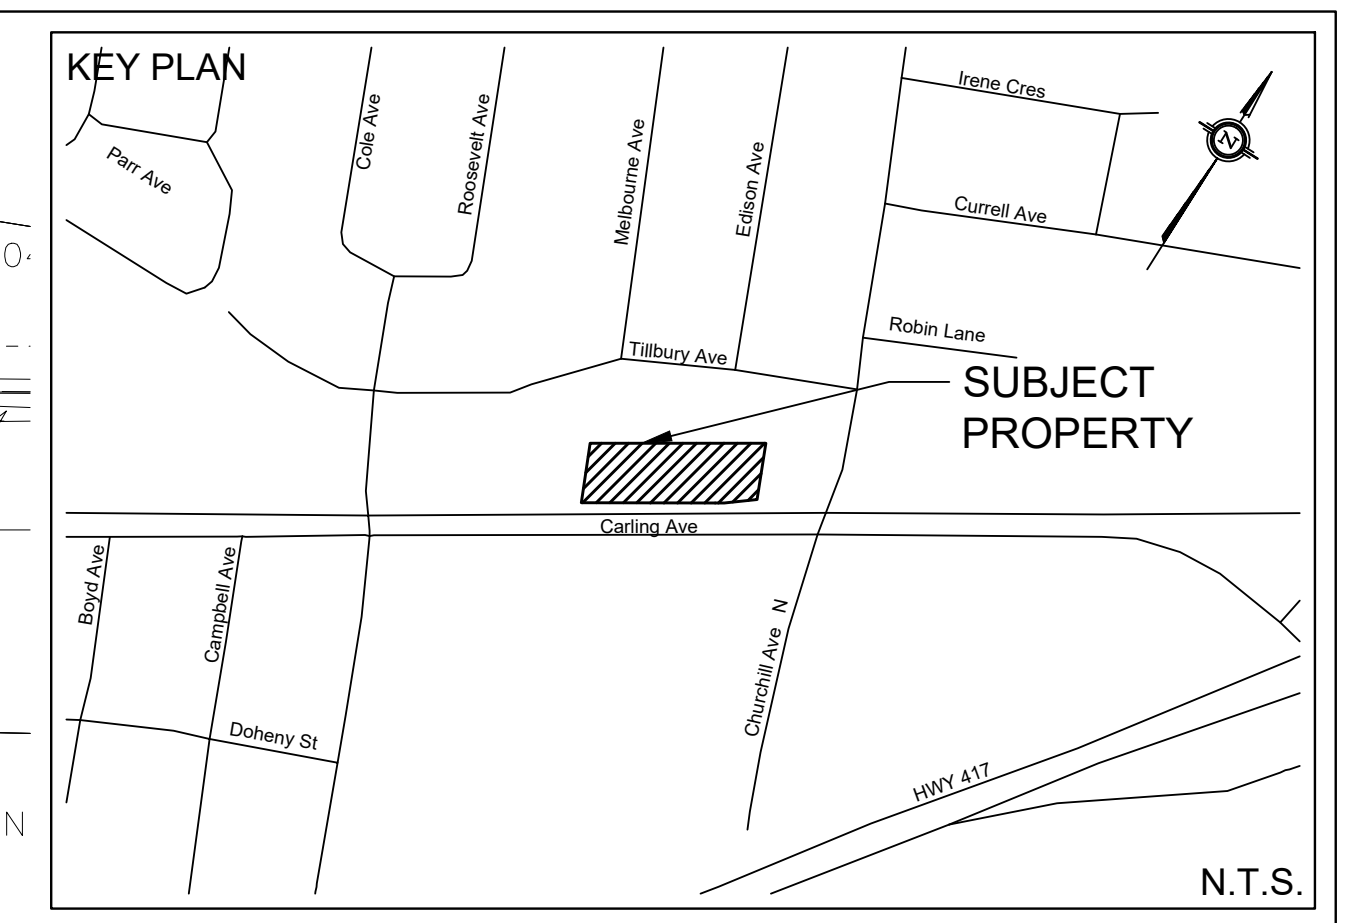 KEY PLAN
Irene Cres
Cole Ave
Roosevelt Ave
Melbourne Ave
Edison Ave
N
Parr Ave
Currell Ave
Robin Lane
Tillbury Ave
SUBJECT
PROPERTY
Carling Ave
Boyd Ave
Campbell Ave
Churchill Ave N
Doheny St
HWY 417
N
N.T.S.